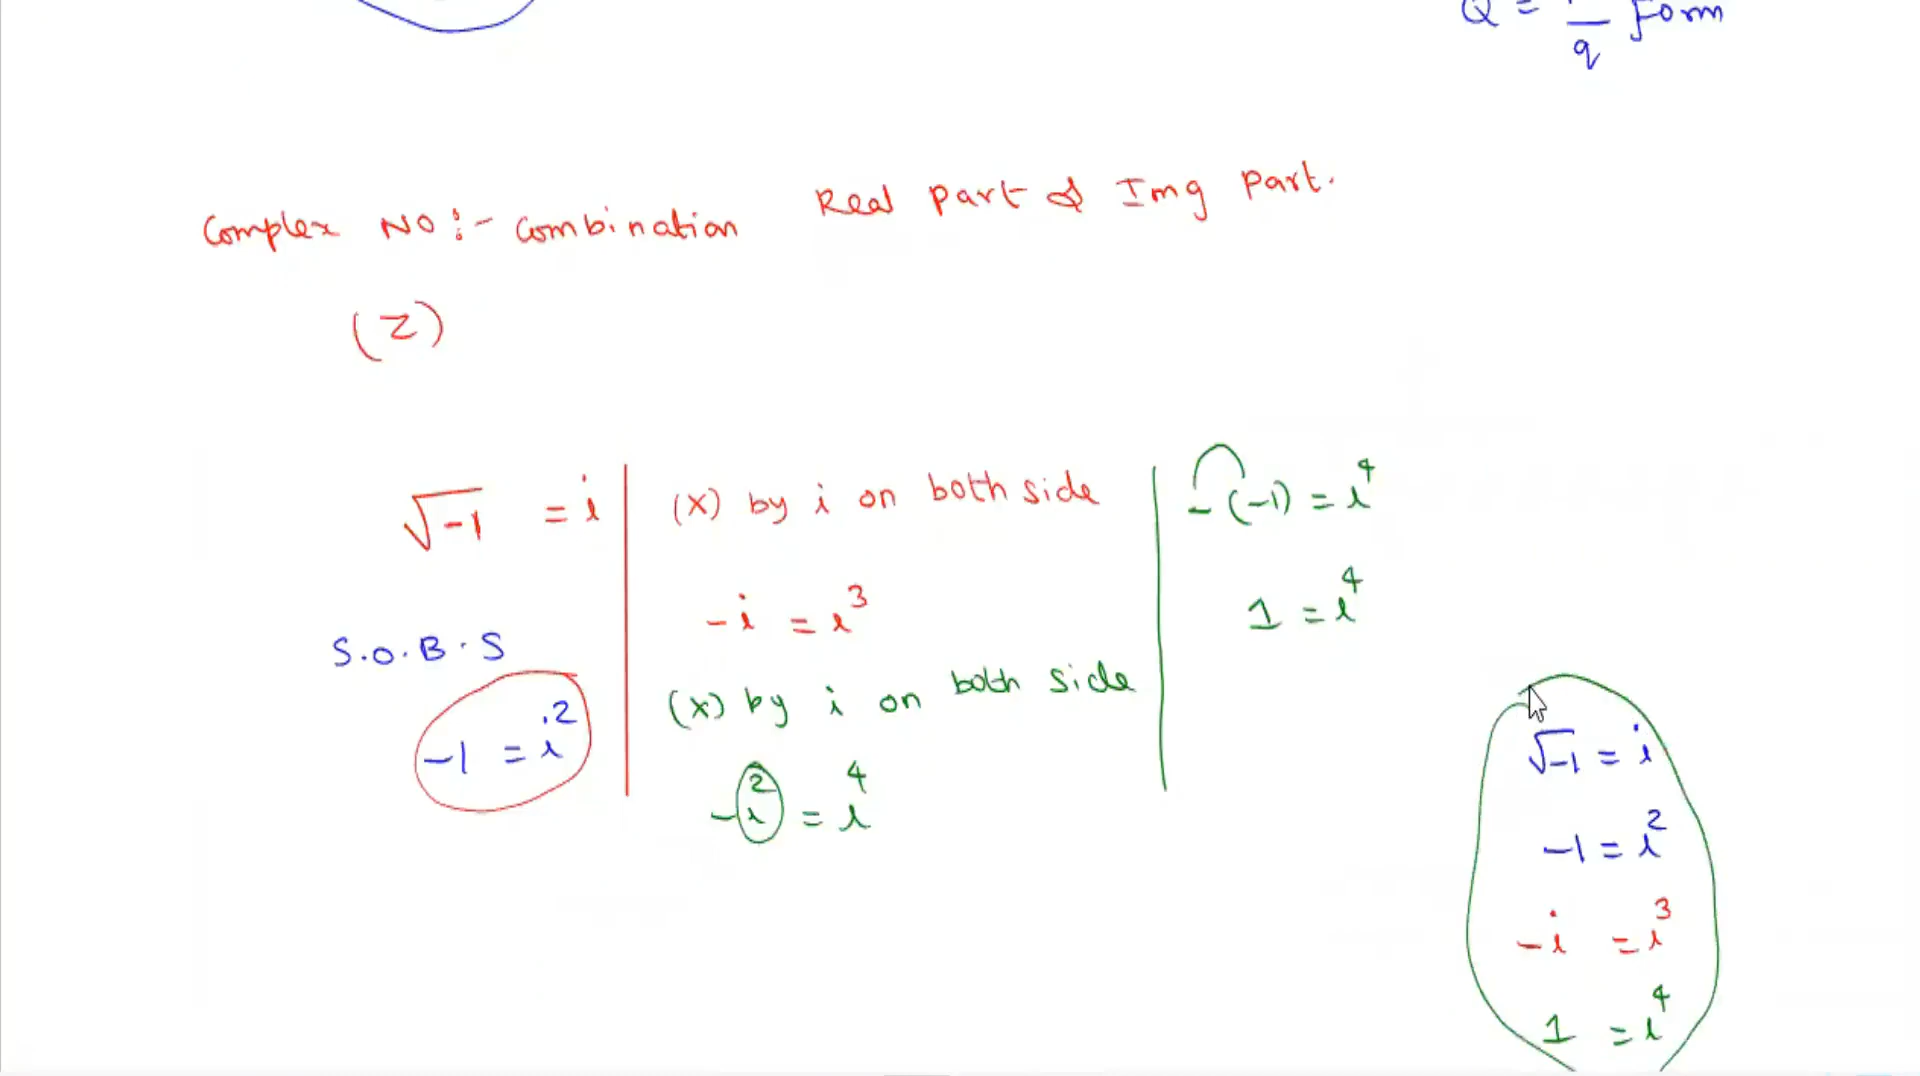 Q = — form
q
Complex NO :- Combination Real Part & Img Part.
(Z)
√-1 = i
S.O.B.S
-1 = i²
(x) by i on both side
-i = i³
(x) by i on both side
-i² = i⁴
-(-1) = i⁴
1 = i⁴
√-1 = i
-1 = i²
-i = i³
1 = i⁴